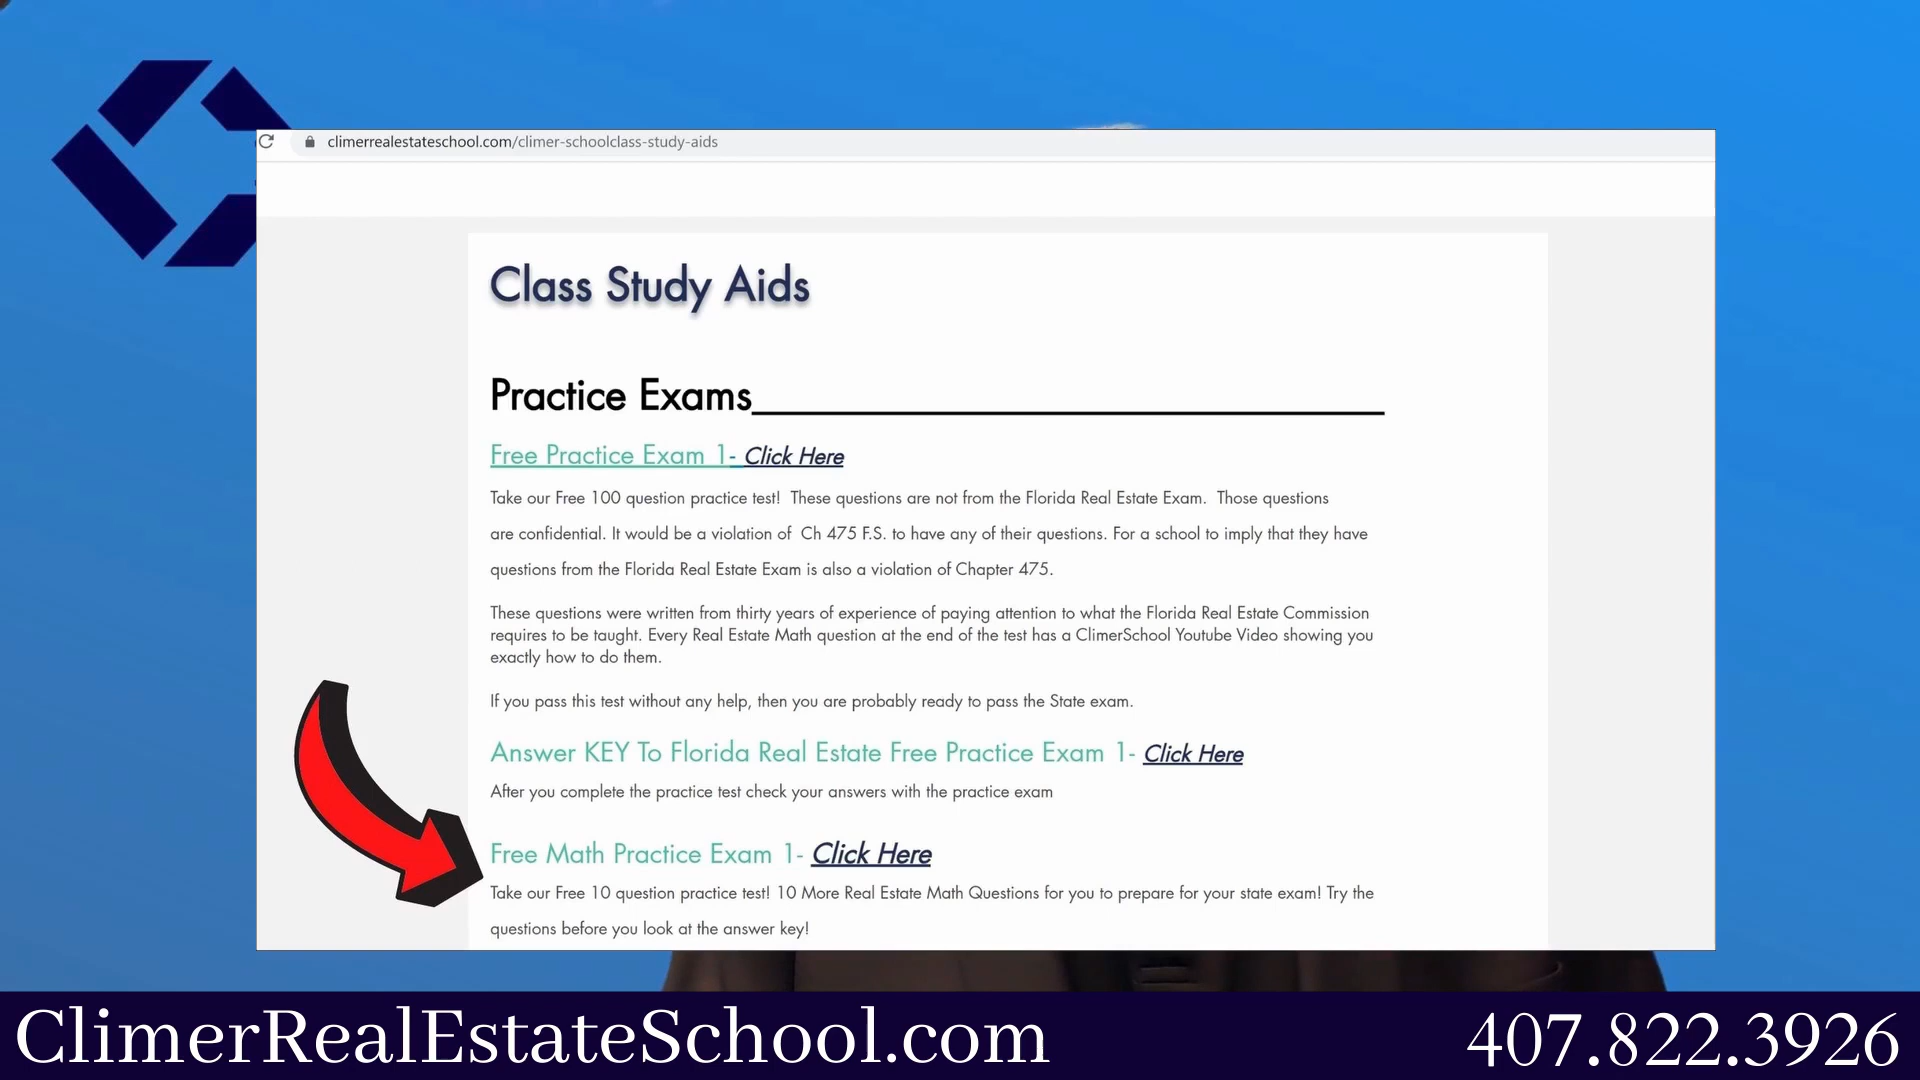 climerrealestateschool.com/climer-schoolclass-study-aids
Class Study Aids
Practice Exams
Free Practice Exam 1- Click Here
Take our Free 100 question practice test!  These questions are not from the Florida Real Estate Exam.  Those questions
are confidential. It would be a violation of  Ch 475 F.S. to have any of their questions. For a school to imply that they have
questions from the Florida Real Estate Exam is also a violation of Chapter 475.
These questions were written from thirty years of experience of paying attention to what the Florida Real Estate Commission
requires to be taught. Every Real Estate Math question at the end of the test has a ClimerSchool Youtube Video showing you
exactly how to do them.
If you pass this test without any help, then you are probably ready to pass the State exam.
Answer KEY To Florida Real Estate Free Practice Exam 1- Click Here
After you complete the practice test check your answers with the practice exam
Free Math Practice Exam 1- Click Here
Take our Free 10 question practice test! 10 More Real Estate Math Questions for you to prepare for your state exam! Try the
questions before you look at the answer key!
ClimerRealEstateSchool.com
407.822.3926